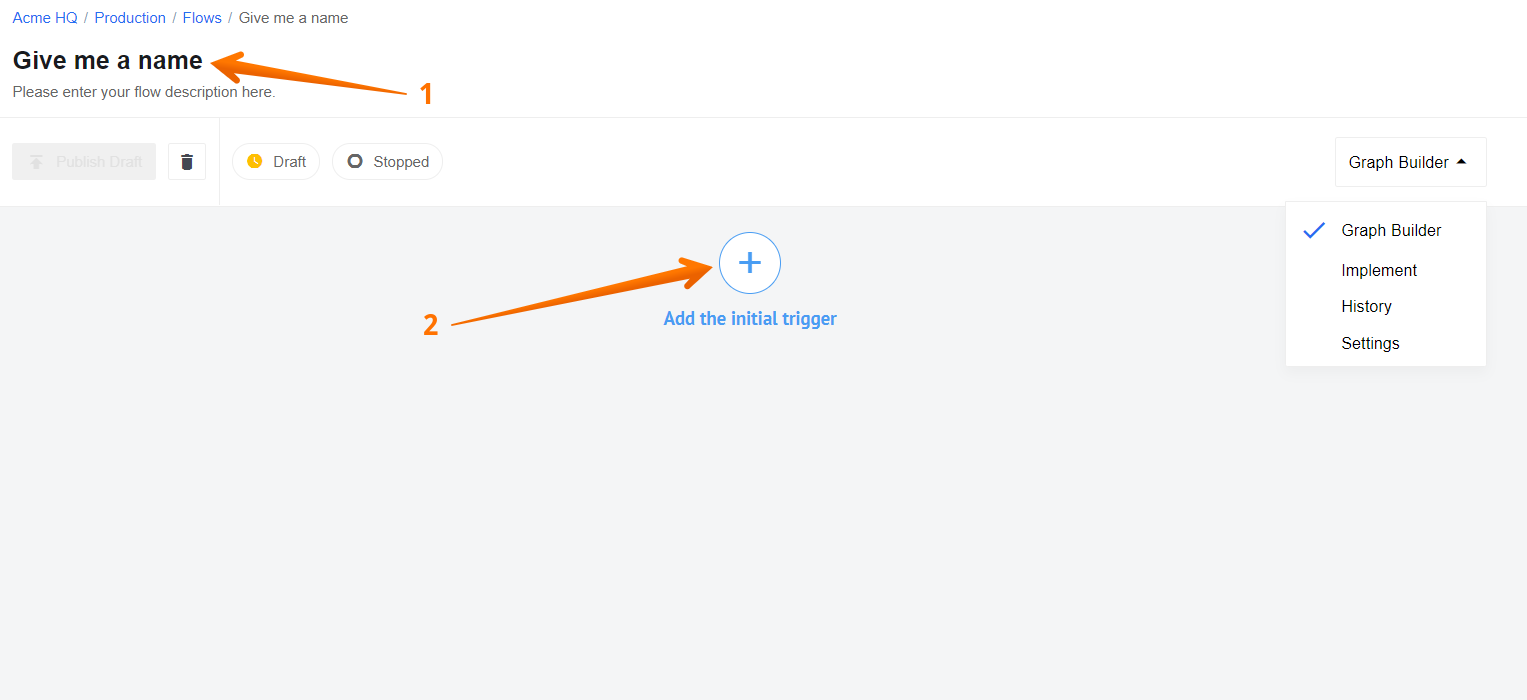 Acme HQ / Production / Flows / Give me a name
Give me a name
1
Please enter your flow description here.
Publish Draft
Draft
Stopped
Graph Builder
Graph Builder
Implement
History
Settings
2
Add the initial trigger